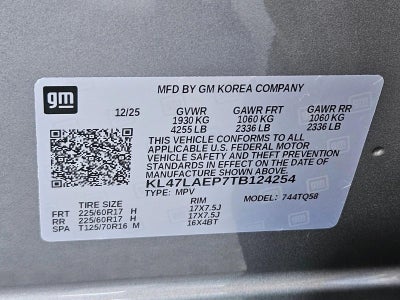 gm
MFD BY GM KOREA COMPANY
12/25 GVWR GAWR FRT GAWR RR
1930 KG 1060 KG 1060 KG
4255 LB 2336 LB 2336 LB
THIS VEHICLE CONFORMS TO ALL
APPLICABLE U.S. FEDERAL MOTOR
VEHICLE SAFETY AND THEFT PREVENTION
STANDARDS IN EFFECT ON THE DATE OF
MANUFACTURE SHOWN ABOVE.
KL47LAEP7TB124254
TYPE: MPV MODEL: 744TQ58
TIRE SIZE RIM
FRT 225/60R17 H 17X7.5J
RR 225/60R17 H 17X7.5J
SPA T125/70R16 M 16X4BT